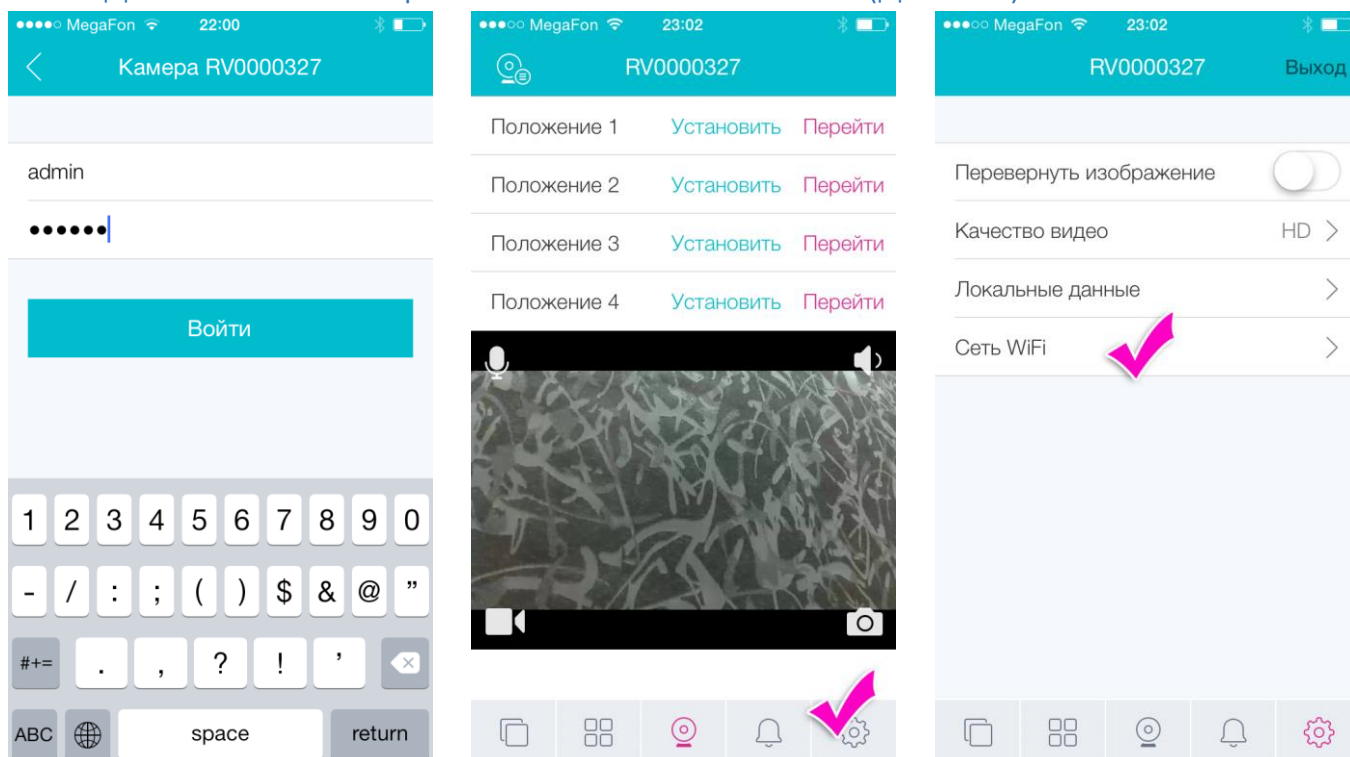 MegaFon 22:00
Камера RV0000327
admin
••••••
Войти
1 2 3 4 5 6 7 8 9 0
- / : ; ( ) $ & @ ”
#+= . , ? ! ’
ABC space return
MegaFon 23:02
RV0000327
Положение 1 Установить Перейти
Положение 2 Установить Перейти
Положение 3 Установить Перейти
Положение 4 Установить Перейти
MegaFon 23:02
RV0000327 Выход
Перевернуть изображение
Качество видео HD
Локальные данные
Сеть WiFi